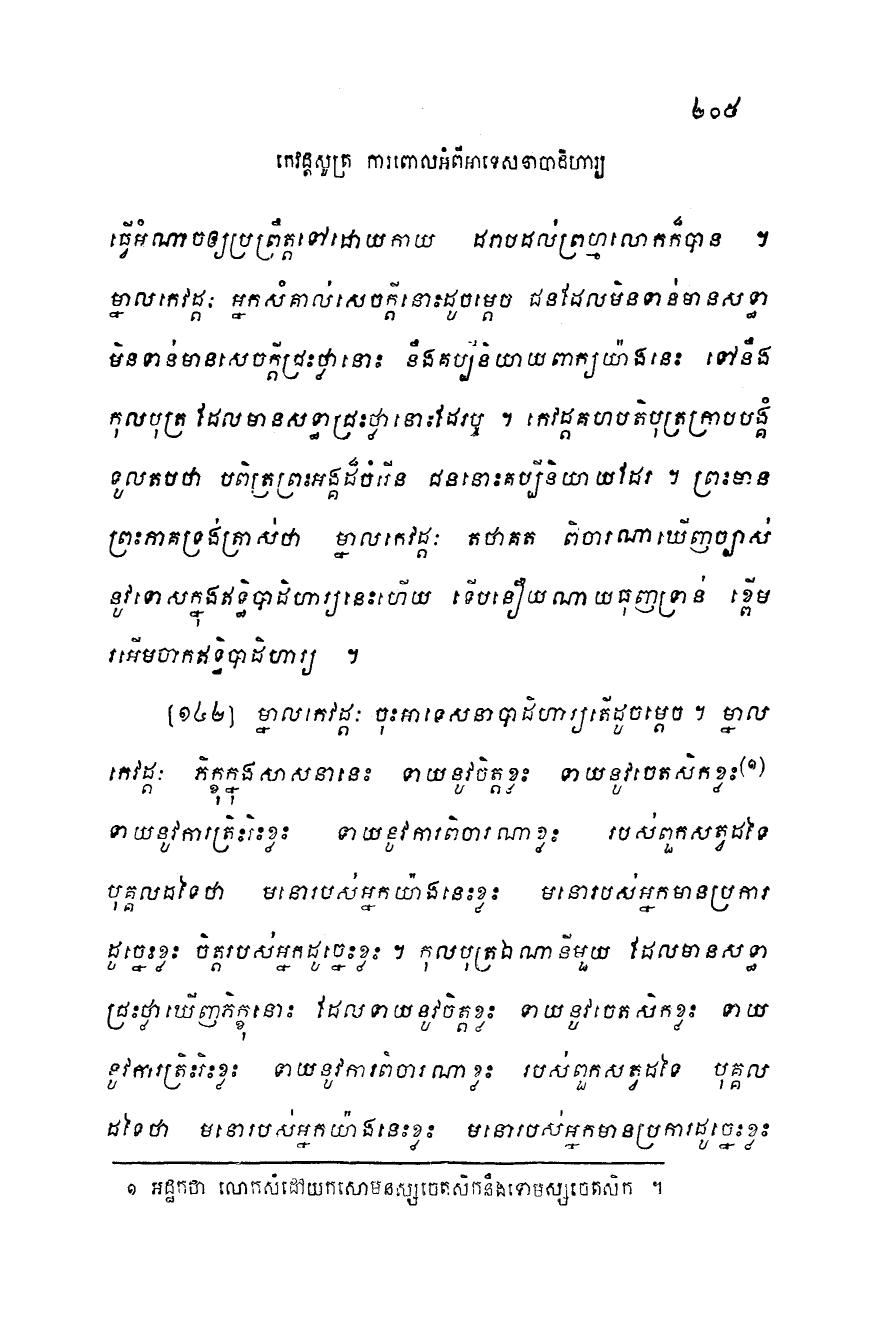 ២០៥
កេវដ្តសូត្រ ការពោលអំពីអាទេសនាបាដិហារ្យ
ធ្វើអំណាចឲ្យប្រព្រឹត្តទៅដោយកាយ ដរាបដល់ព្រហ្មលោកក៏បាន ។
ម្នាលកេវដ្តៈ អ្នកសំគាល់សេចក្តីនោះដូចម្តេច ជនដែលមិនទាន់មានសទ្ធា
មិនទាន់មានសេចក្តីជ្រះថ្លានោះ នឹងគប្បីនិយាយពាក្យយ៉ាងនេះ ទៅនឹង
កុលបុត្រ ដែលមានសទ្ធាជ្រះថ្លានោះដែរឬ ។ កេវដ្តគហបតិបុត្រក្រាបបង្គំ
ទូលតបថា បពិត្រព្រះអង្គដ៏ចំរើន ជននោះគប្បីនិយាយដែរ ។ ព្រះមាន
ព្រះភាគទ្រង់ត្រាស់ថា ម្នាលកេវដ្តៈ តថាគត ពិចារណាឃើញច្បាស់
នូវទោសក្នុងឥទ្ធិបាដិហារ្យនេះហើយ ទើបនឿយណាយធុញទ្រាន់ ខ្ពើម
រអើមចាកឥទ្ធិបាដិហារ្យ ។
[១៤២] ម្នាលកេវដ្តៈ ចុះអាទេសនាបាដិហារ្យតើដូចម្តេច ។ ម្នាល
កេវដ្តៈ ភិក្ខុក្នុងសាសនានេះ ទាយនូវចិត្តខ្លះ ទាយនូវចេតសិកខ្លះ(១)
ទាយនូវការត្រិះរិះខ្លះ ទាយនូវការពិចារណាខ្លះ របស់ពួកសត្វដទៃ
បុគ្គលដទៃថា មនោរបស់អ្នកយ៉ាងនេះខ្លះ មនោរបស់អ្នកមានប្រការ
ដូច្នេះខ្លះ ចិត្តរបស់អ្នកដូច្នេះខ្លះ ។ កុលបុត្រឯណានីមួយ ដែលមានសទ្ធា
ជ្រះថ្លាឃើញភិក្ខុនោះ ដែលទាយនូវចិត្តខ្លះ ទាយនូវចេតសិកខ្លះ ទាយ
នូវការត្រិះរិះខ្លះ ទាយនូវការពិចារណាខ្លះ របស់ពួកសត្វដទៃ បុគ្គល
ដទៃថា មនោរបស់អ្នកយ៉ាងនេះខ្លះ មនោរបស់អ្នកមានប្រការដូច្នេះខ្លះ
១ អដ្ឋកថា លោកសំដៅយកសោមនស្សចេតសិកនឹងទោមស្សចេតសិក ។